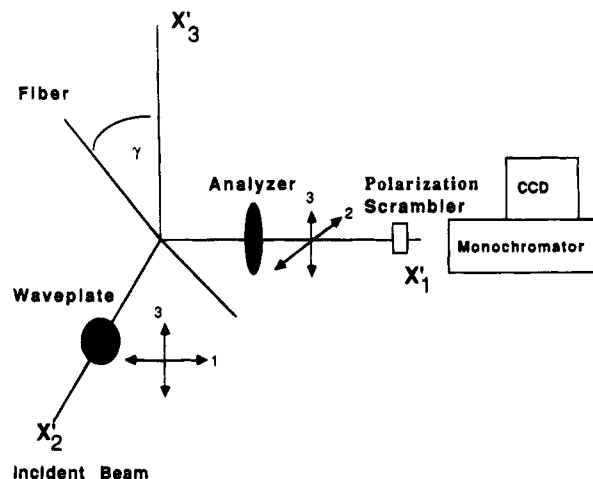 X'3
Fiber
γ
Analyzer
3
2
Polarization
Scrambler
CCD
Monochromator
X'1
Waveplate
3
1
X'2
Incident Beam